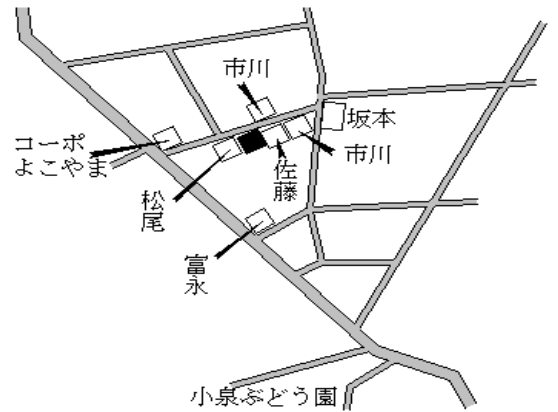 市川
坂本
コーポ
よこやま
市川
佐藤
松尾
富永
小泉ぶどう園